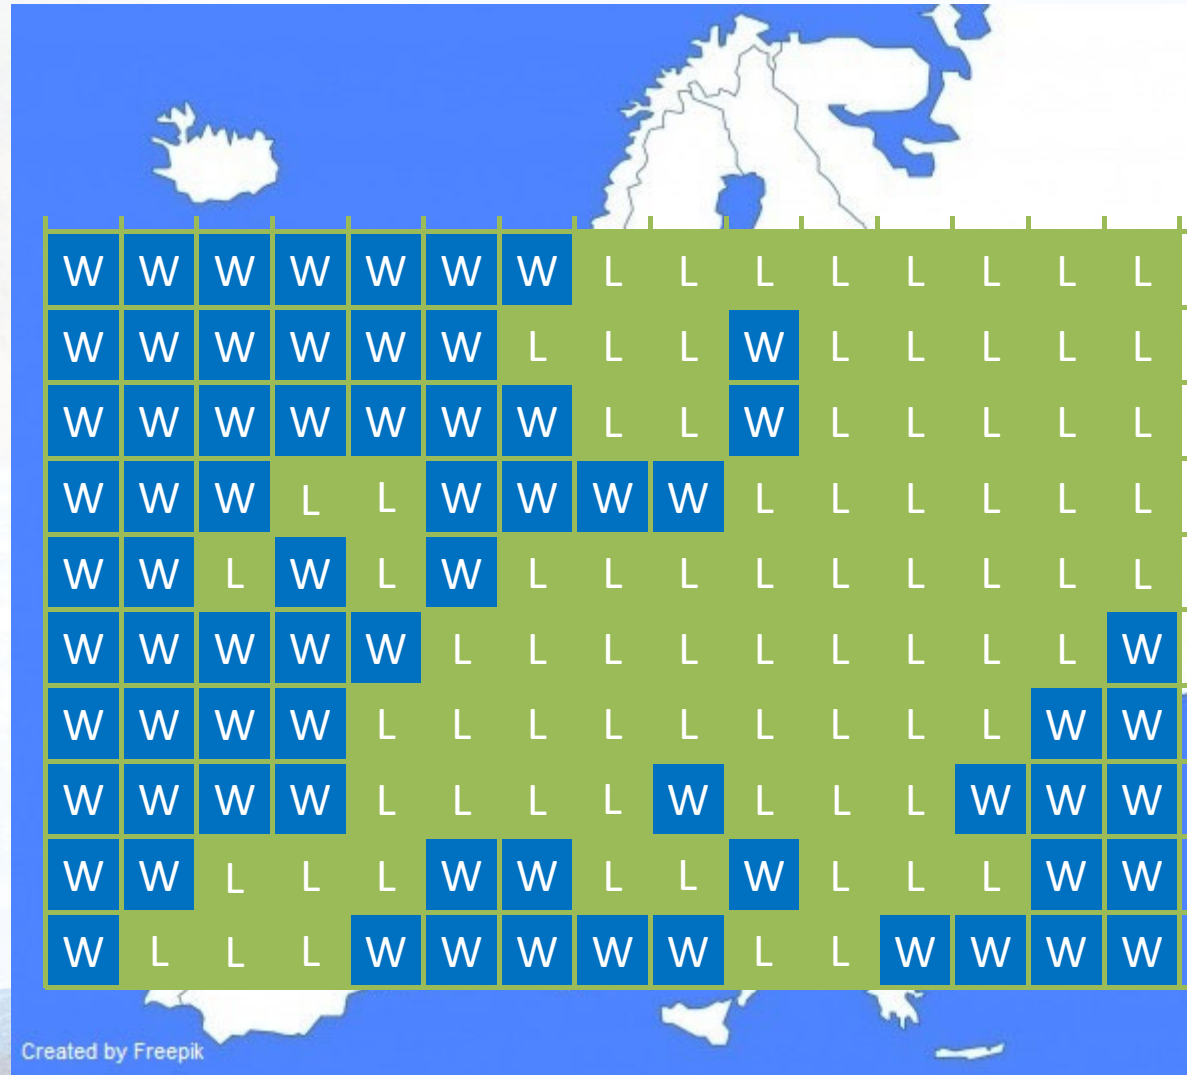 W W W W W W W L L L L L L L L
W W W W W W L L L W L L L L L
W W W W W W W L L W L L L L L
W W W L L W W W W L L L L L L
W W L W L W L L L L L L L L L
W W W W W L L L L L L L L L W
W W W W L L L L L L L L L W W
W W W W L L L L W L L L W W W
W W L L L W W L L W L L L W W
W L L L W W W W W L L W W W W
Created by Freepik